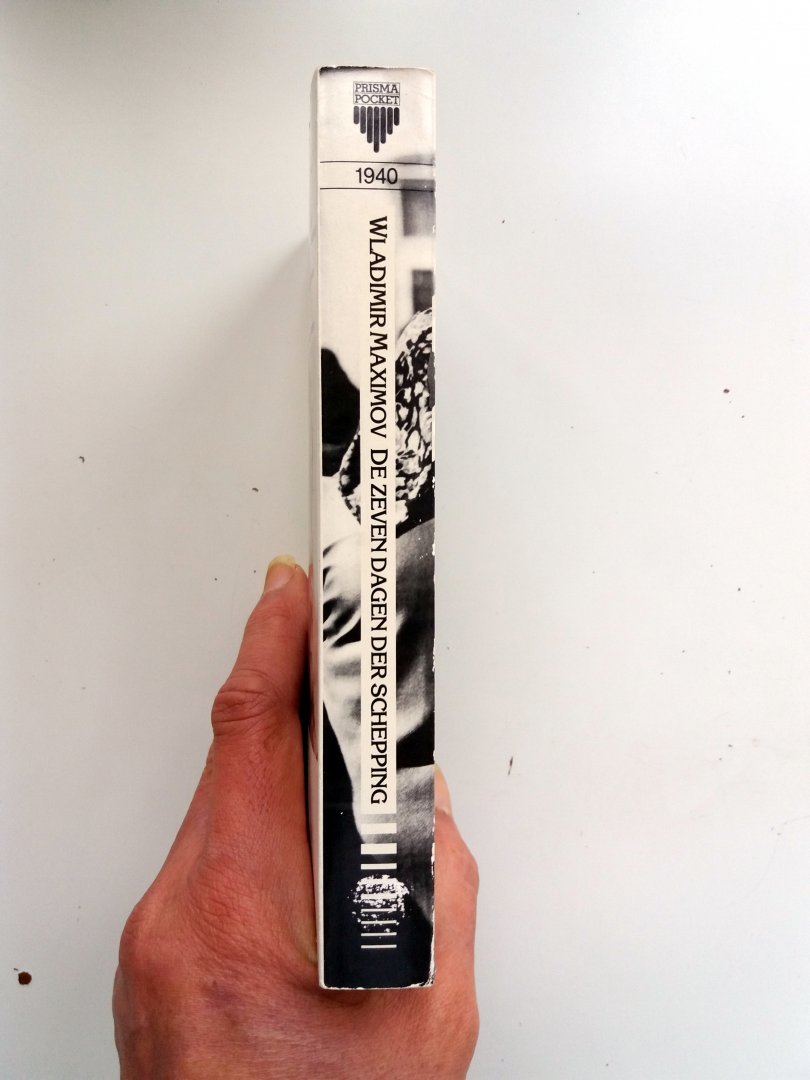 PRISMA
POCKET
1940
WLADIMIR MAXIMOV DE ZEVEN DAGEN DER SCHEPPING